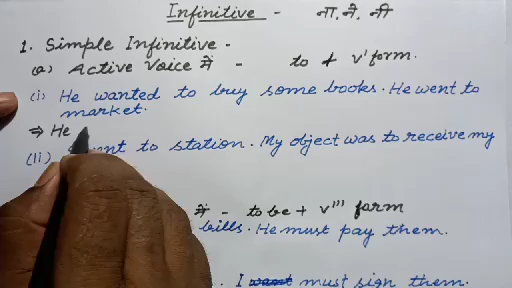 Infinitive - ना. ने. नी
1. Simple Infinitive -
(a) Active Voice में - to + v' form.
(i) He wanted to buy some books. He went to
market.
⇒ He
(ii) went to station. My object was to receive my
में - to be + v''' form
bills. He must pay them.
. I ~~want~~ must sign them.